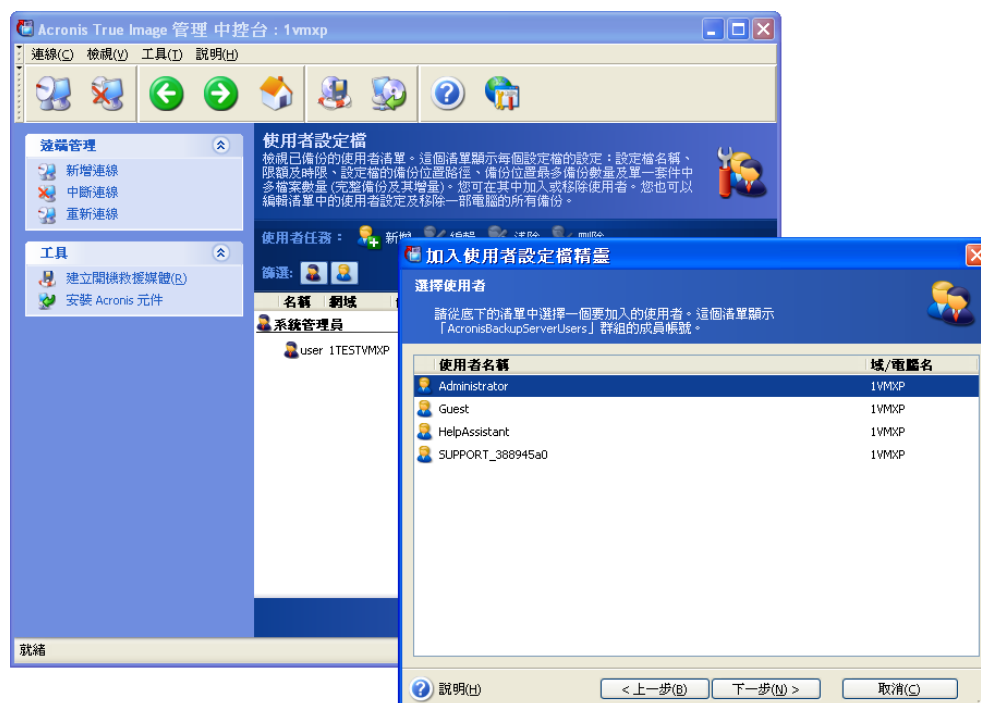 Acronis True Image 管理 中控台 : 1vmxp
連線(C) 檢視(V) 工具(T) 說明(H)
遠端管理
新增連線
中斷連線
重新連線
工具
建立開機救援媒體(R)
安裝 Acronis 元件
使用者設定檔
檢視已備份的使用者清單。這個清單顯示每個設定檔的設定：設定檔名稱、
限額及時限、設定檔的備份位置路徑、備份位置最多備份數量及單一套件中
多檔案數量 (完整備份及其增量)。您可在其中加入或移除使用者。您也可以
編輯清單中的使用者設定及移除一部電腦的所有備份。
使用者任務： 新增 編輯 清除 刪除
篩選:
名稱 網域
系統管理員
user 1TESTVMXP
就緒
加入使用者設定檔精靈
選擇使用者
請從底下的清單中選擇一個要加入的使用者。這個清單顯示
「AcronisBackupServerUsers」群組的成員帳號。
使用者名稱 域/電腦名
Administrator 1VMXP
Guest 1VMXP
HelpAssistant 1VMXP
SUPPORT_388945a0 1VMXP
說明(H) < 上一步(B) 下一步(N) > 取消(C)